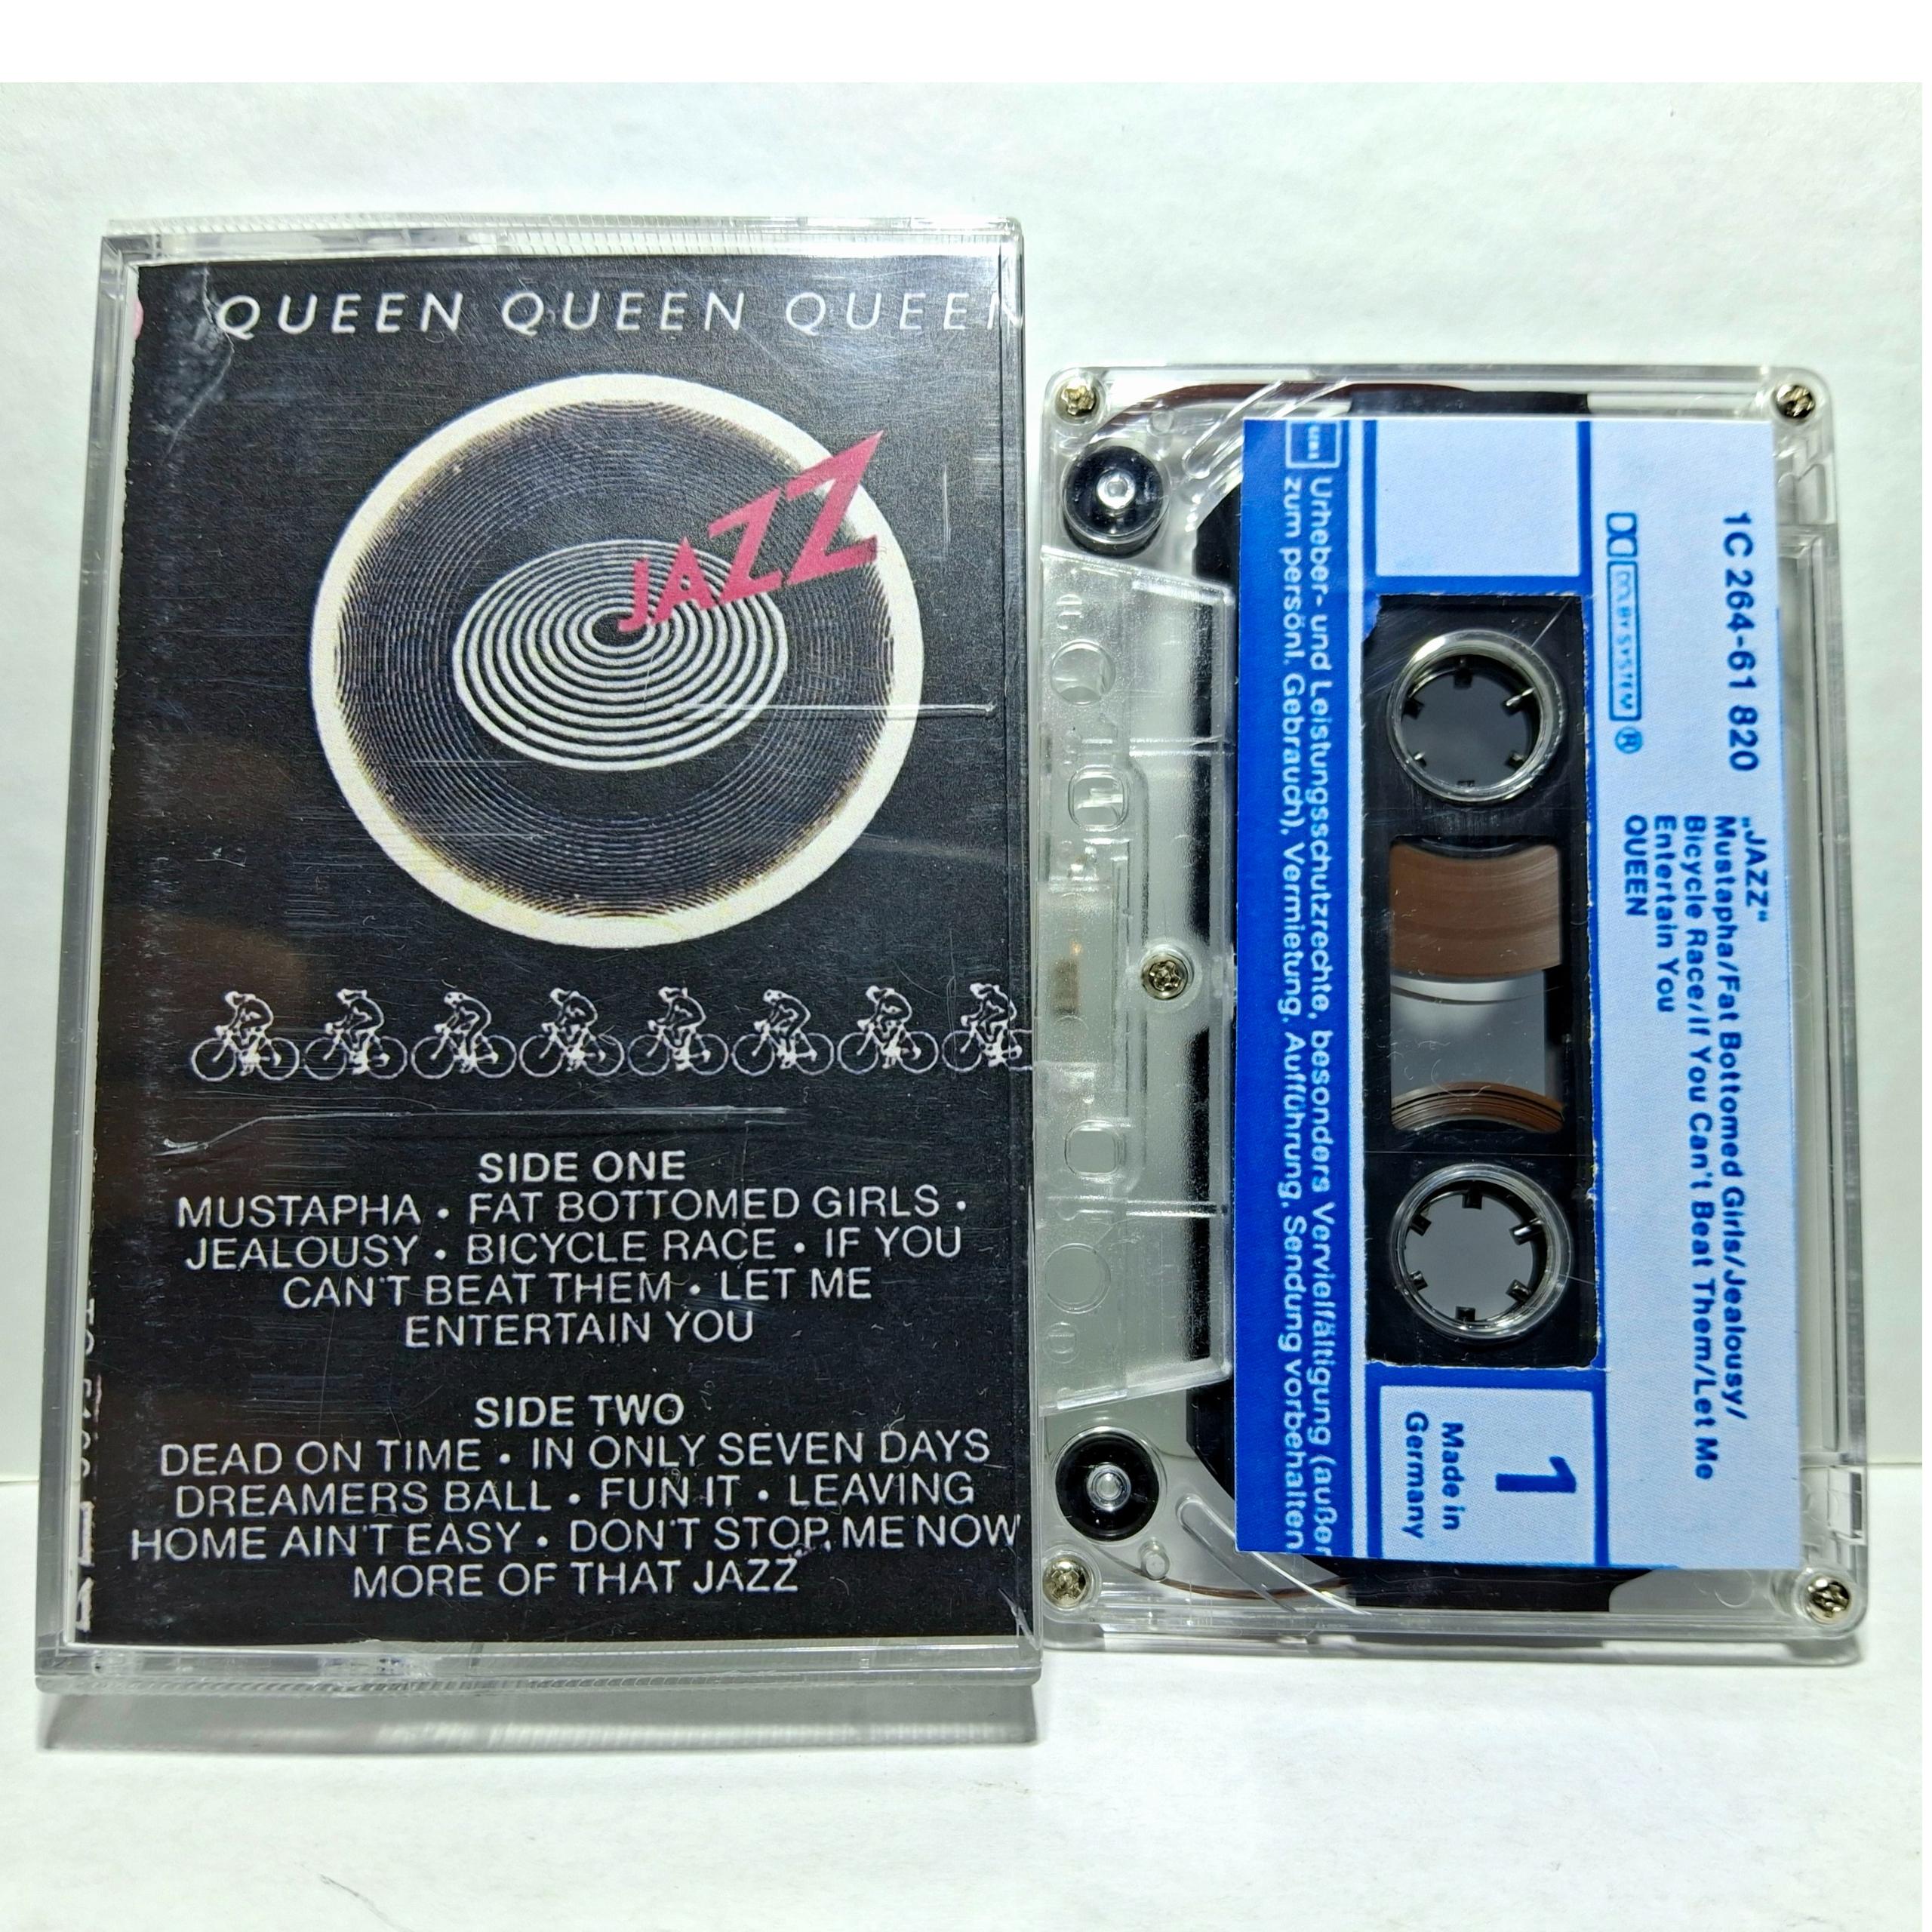 QUEEN QUEEN QUEEN
JAZZ
SIDE ONE
MUSTAPHA • FAT BOTTOMED GIRLS •
JEALOUSY • BICYCLE RACE • IF YOU
CAN'T BEAT THEM • LET ME
ENTERTAIN YOU
SIDE TWO
DEAD ON TIME • IN ONLY SEVEN DAYS
DREAMERS BALL • FUN IT • LEAVING
HOME AIN'T EASY • DON'T STOP ME NOW
MORE OF THAT JAZZ
1C 264-61 820
DOLBY SYSTEM ®
„JAZZ“
Mustapha/Fat Bottomed Girls/Jealousy/
Bicycle Race/If You Can't Beat Them/Let Me
Entertain You
QUEEN
1
Made in
Germany
Urheber- und Leistungsschutzrechte, besonders Vervielfältigung (außer
zum persönl. Gebrauch), Vermietung, Aufführung, Sendung vorbehalten